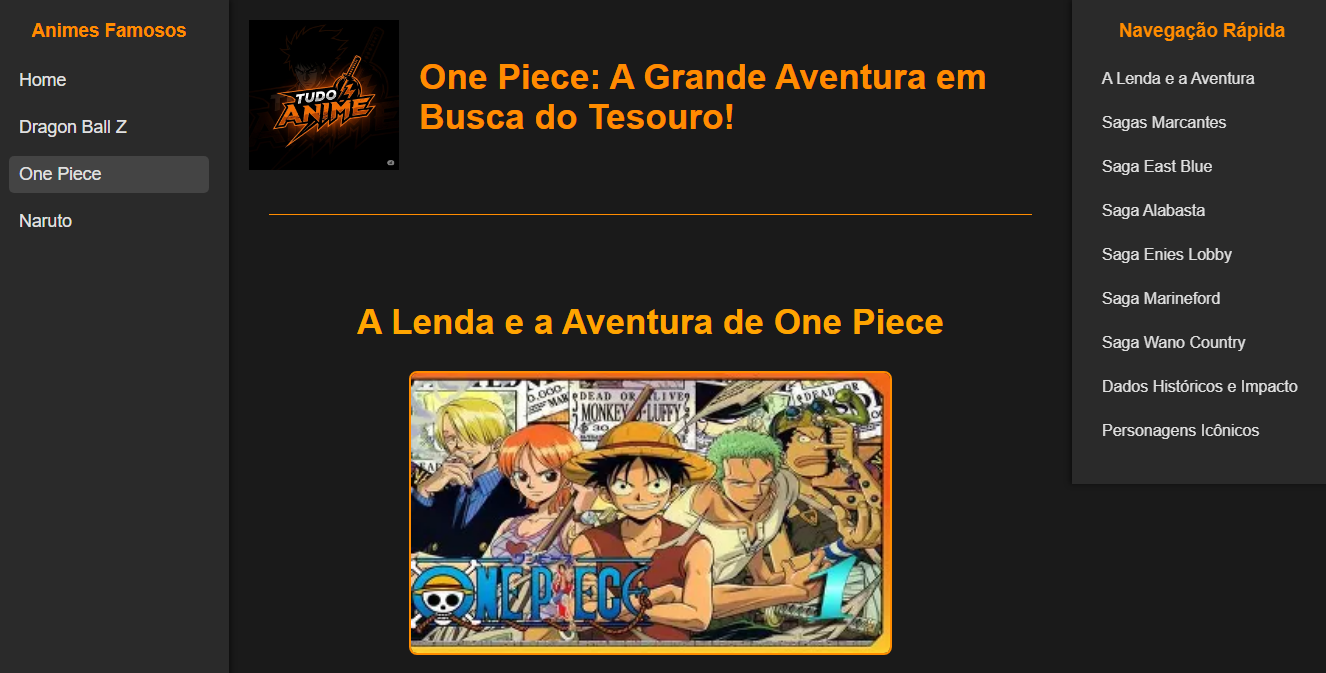 Animes Famosos
Home
Dragon Ball Z
One Piece
Naruto
TUDO
ANIME
One Piece: A Grande Aventura em
Busca do Tesouro!
A Lenda e a Aventura de One Piece
DEAD OR ALIVE
MONKEY D LUFFY
DEAD OR
ONE PIECE
1
Navegação Rápida
A Lenda e a Aventura
Sagas Marcantes
Saga East Blue
Saga Alabasta
Saga Enies Lobby
Saga Marineford
Saga Wano Country
Dados Históricos e Impacto
Personagens Icônicos